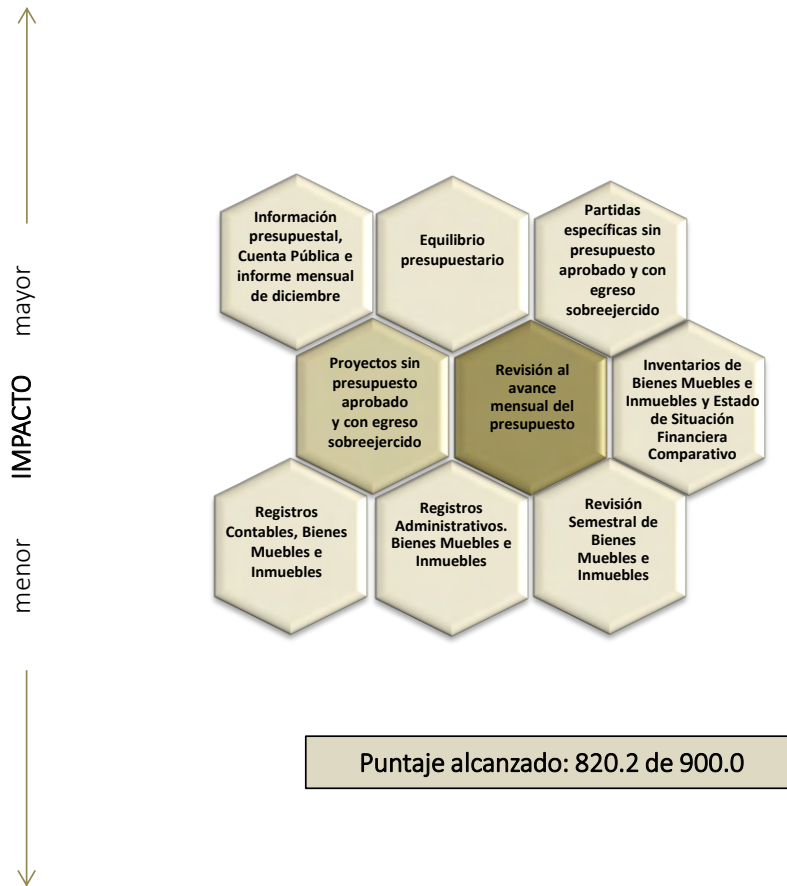 mayor
IMPACTO
menor
Información
presupuestal,
Cuenta Pública e
informe mensual
de diciembre
Equilibrio
presupuestario
Partidas
específicas sin
presupuesto
aprobado y con
egreso
sobreejercido
Proyectos sin
presupuesto
aprobado
y con egreso
sobreejercido
Revisión al
avance
mensual del
presupuesto
Inventarios de
Bienes Muebles e
Inmuebles y Estado
de Situación
Financiera
Comparativo
Registros
Contables, Bienes
Muebles e
Inmuebles
Registros
Administrativos.
Bienes Muebles e
Inmuebles
Revisión
Semestral de
Bienes
Muebles e
Inmuebles
Puntaje alcanzado: 820.2 de 900.0